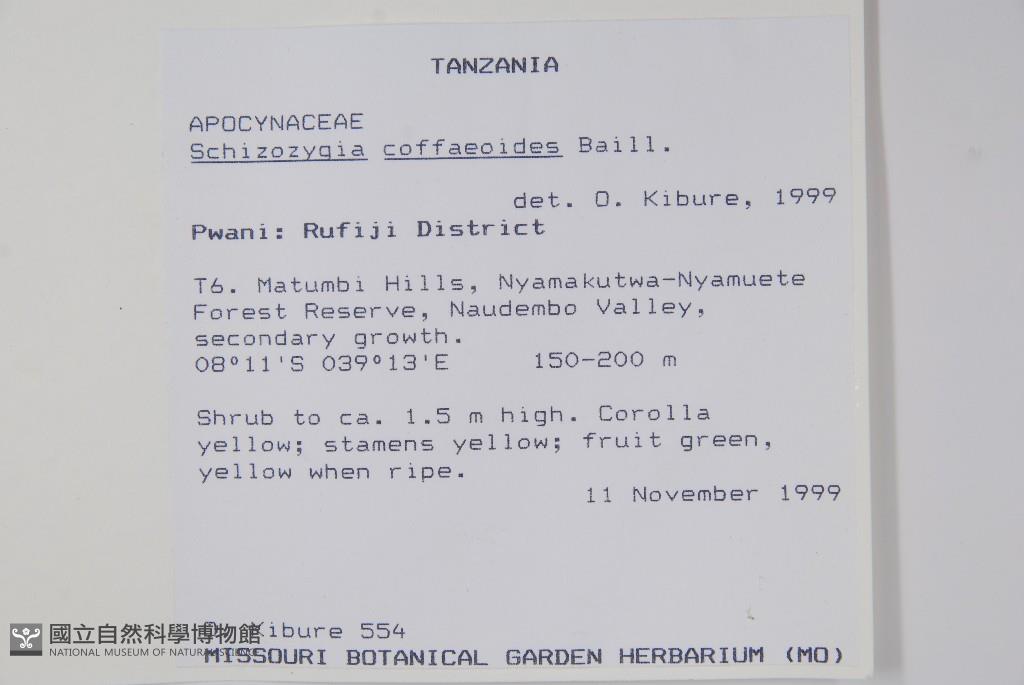 TANZANIA
APOCYNACEAE
Schizozygia coffaeoides Baill.
det. O. Kibure, 1999
Pwani: Rufiji District
T6. Matumbi Hills, Nyamakutwa-Nyamuete
Forest Reserve, Naudembo Valley,
secondary growth.
08°11'S 039°13'E 150-200 m
Shrub to ca. 1.5 m high. Corolla
yellow; stamens yellow; fruit green,
yellow when ripe.
11 November 1999
Kibure 554
MISSOURI BOTANICAL GARDEN HERBARIUM (MO)
國立自然科學博物館
NATIONAL MUSEUM OF NATURAL SCIENCE